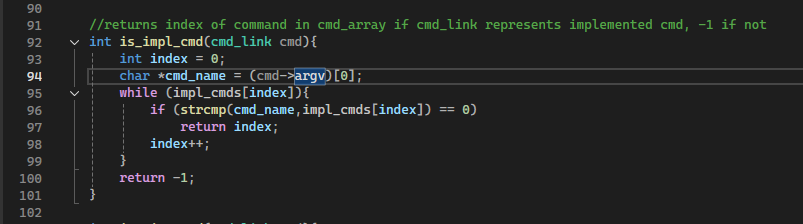 90
91 //returns index of command in cmd_array if cmd_link represents implemented cmd, -1 if not
92 int is_impl_cmd(cmd_link cmd){
93     int index = 0;
94     char *cmd_name = (cmd->argv)[0];
95     while (impl_cmds[index]){
96         if (strcmp(cmd_name,impl_cmds[index]) == 0)
97             return index;
98         index++;
99     }
100     return -1;
101 }
102